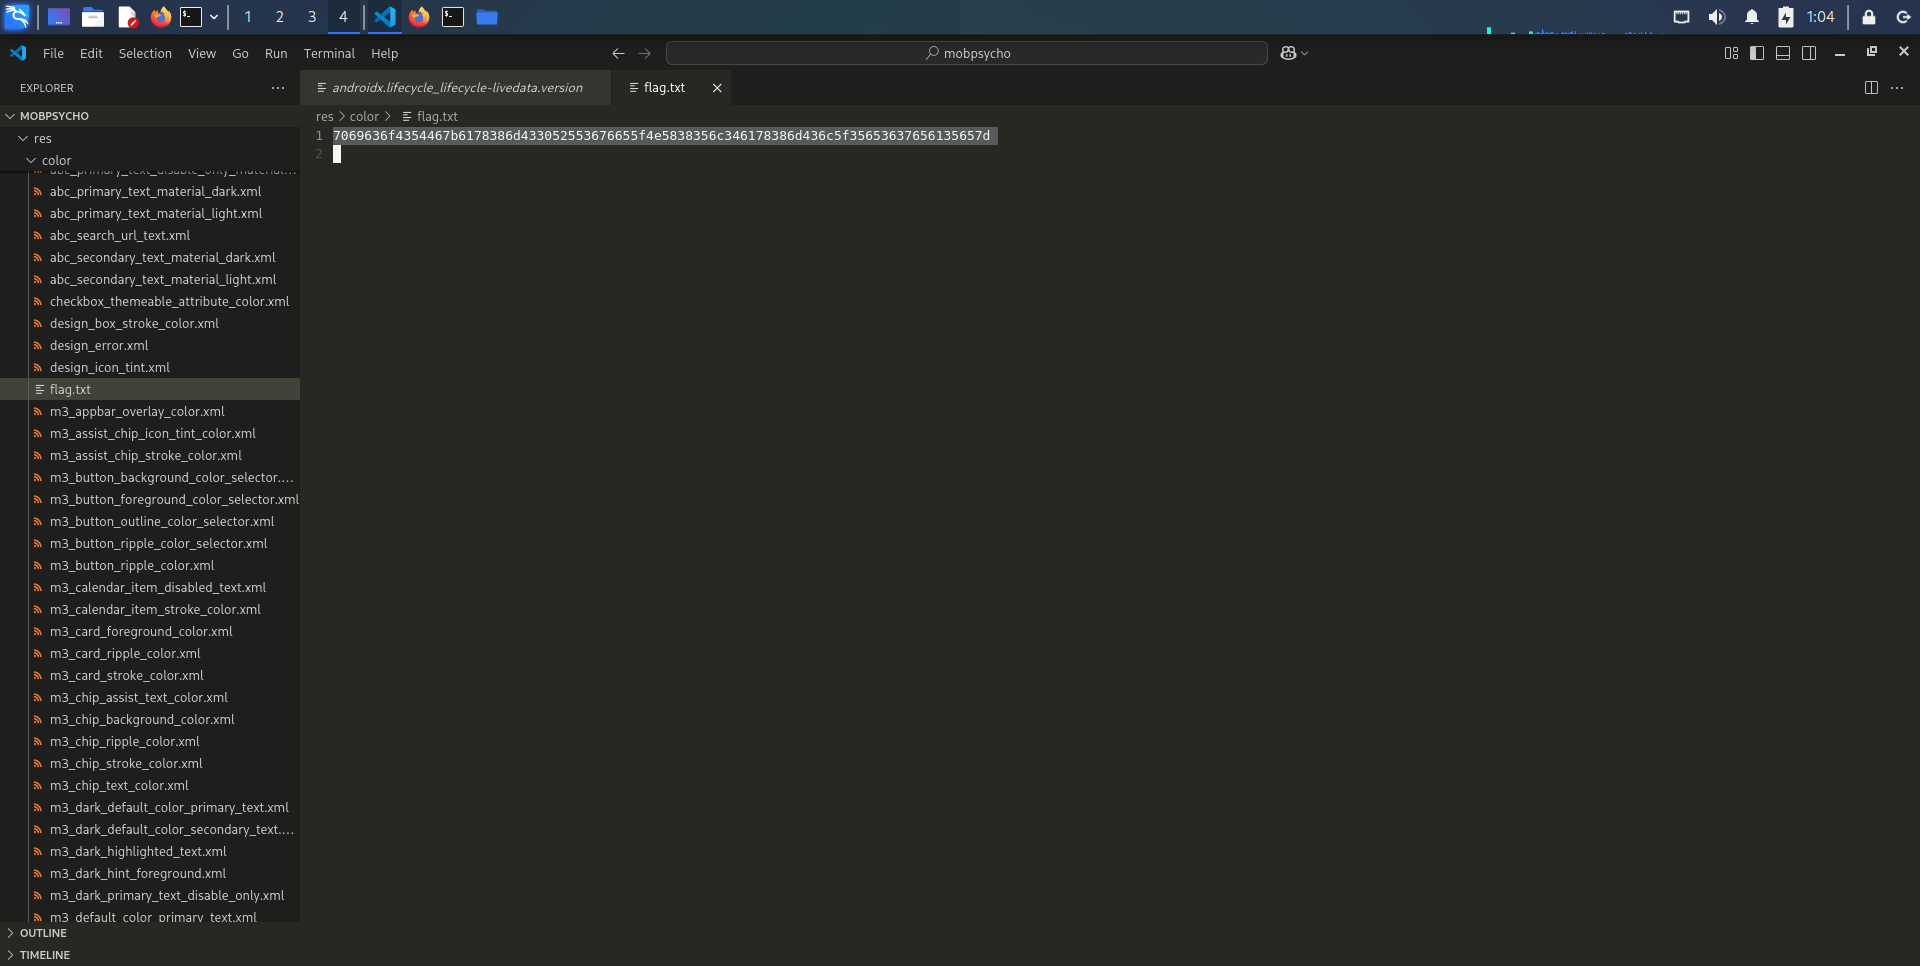 1 2 3 4
1:04
File Edit Selection View Go Run Terminal Help
mobpsycho
EXPLORER
androidx.lifecycle_lifecycle-livedata.version
flag.txt
MOBPSYCHO
res
color
abc_primary_text_disable_only_material...
abc_primary_text_material_dark.xml
abc_primary_text_material_light.xml
abc_search_url_text.xml
abc_secondary_text_material_dark.xml
abc_secondary_text_material_light.xml
checkbox_themeable_attribute_color.xml
design_box_stroke_color.xml
design_error.xml
design_icon_tint.xml
flag.txt
m3_appbar_overlay_color.xml
m3_assist_chip_icon_tint_color.xml
m3_assist_chip_stroke_color.xml
m3_button_background_color_selector....
m3_button_foreground_color_selector.xml
m3_button_outline_color_selector.xml
m3_button_ripple_color_selector.xml
m3_button_ripple_color.xml
m3_calendar_item_disabled_text.xml
m3_calendar_item_stroke_color.xml
m3_card_foreground_color.xml
m3_card_ripple_color.xml
m3_card_stroke_color.xml
m3_chip_assist_text_color.xml
m3_chip_background_color.xml
m3_chip_ripple_color.xml
m3_chip_stroke_color.xml
m3_chip_text_color.xml
m3_dark_default_color_primary_text.xml
m3_dark_default_color_secondary_text....
m3_dark_highlighted_text.xml
m3_dark_hint_foreground.xml
m3_dark_primary_text_disable_only.xml
m3_default_color_primary_text.xml
OUTLINE
TIMELINE
res > color > flag.txt
1 7069636f4354467b6178386d433052553676655f4e5838356c346178386d436c5f35653637656135657d
2